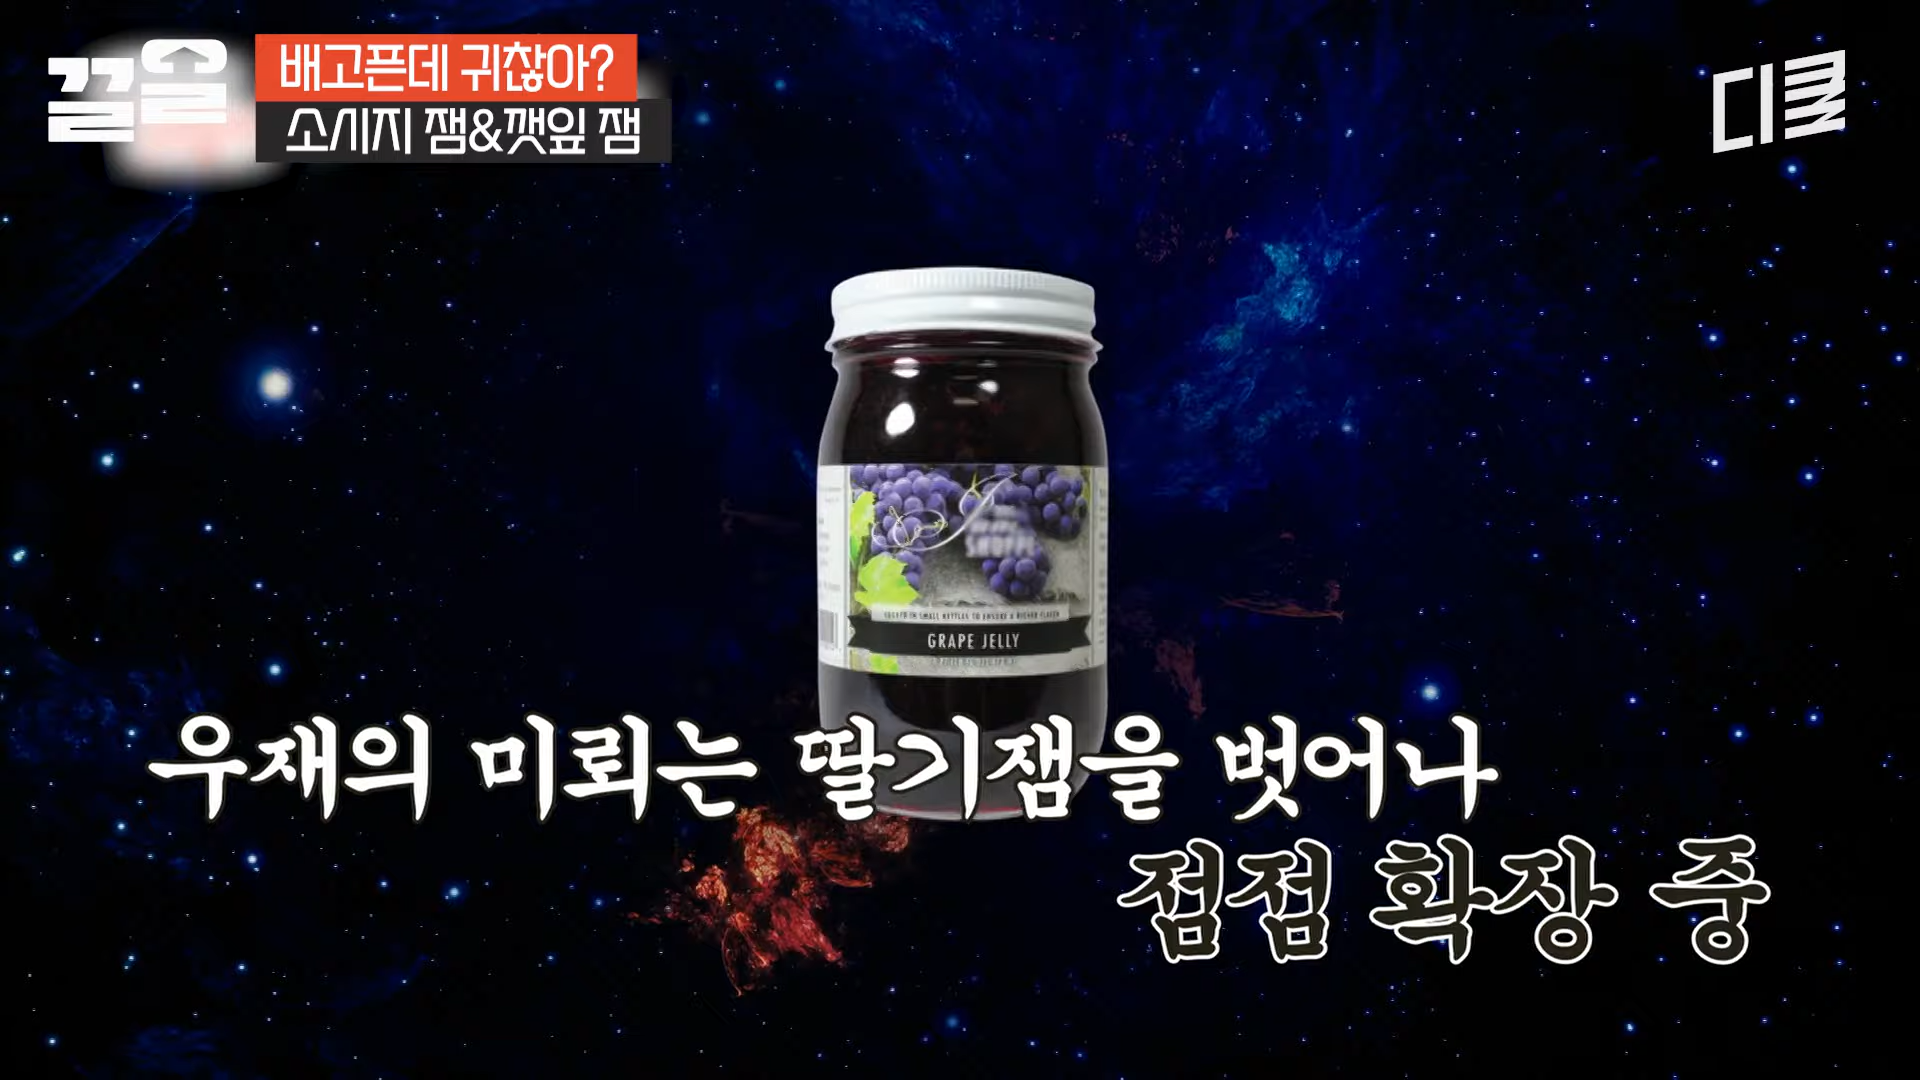 끌올
배고픈데 귀찮아?
소시지 잼&깻잎 잼
디글
GRAPE JELLY
우재의 미뢰는 딸기잼을 벗어나
점점 확장 중